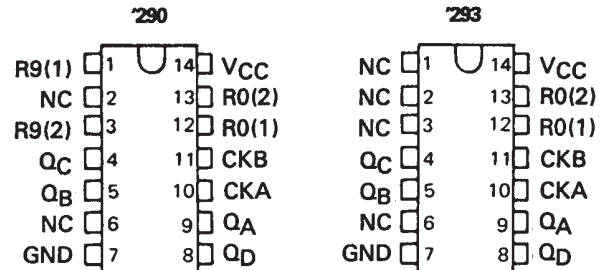 '290 '293
R9(1) 1 14 VCC NC 1 14 VCC
NC 2 13 R0(2) NC 2 13 R0(2)
R9(2) 3 12 R0(1) NC 3 12 R0(1)
QC 4 11 CKB QC 4 11 CKB
QB 5 10 CKA QB 5 10 CKA
NC 6 9 QA NC 6 9 QA
GND 7 8 QD GND 7 8 QD